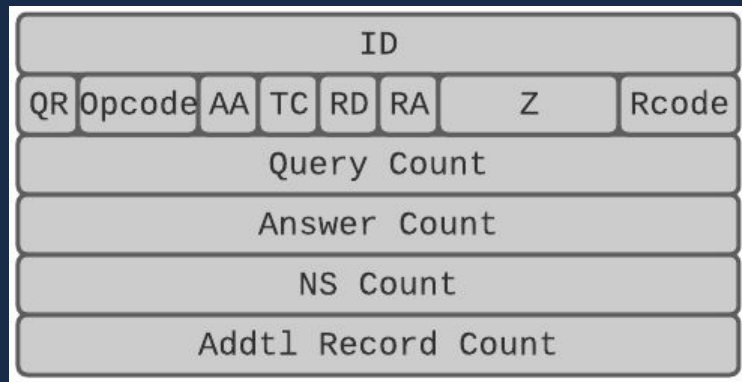 ID
QR Opcode AA TC RD RA Z Rcode
Query Count
Answer Count
NS Count
Addtl Record Count